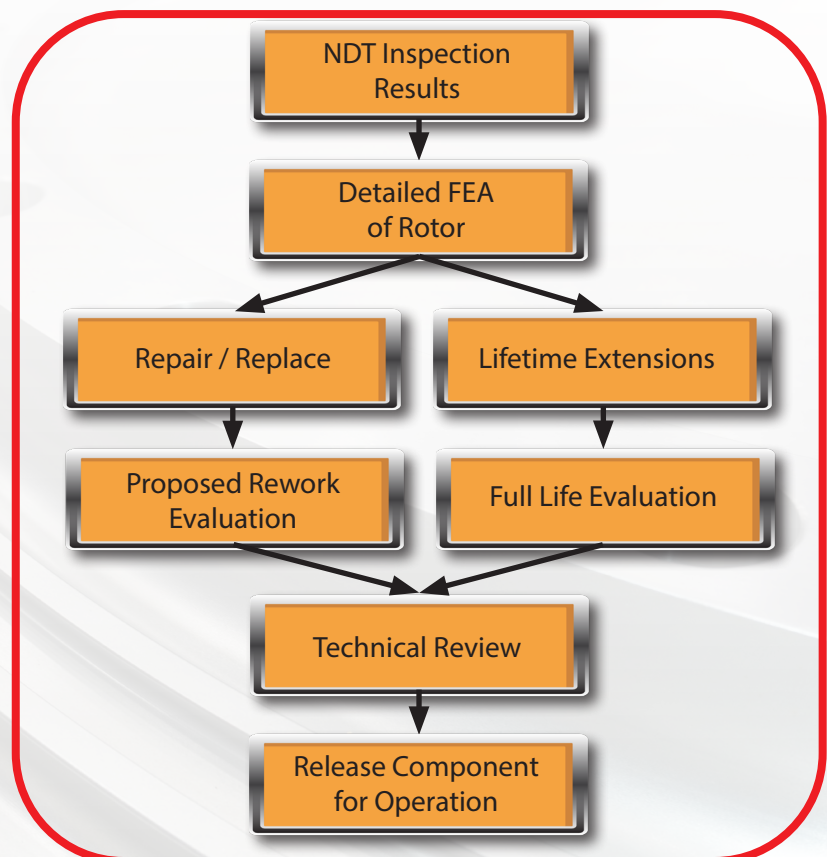 NDT Inspection
Results
Detailed FEA
of Rotor
Repair / Replace
Lifetime Extensions
Proposed Rework
Evaluation
Full Life Evaluation
Technical Review
Release Component
for Operation